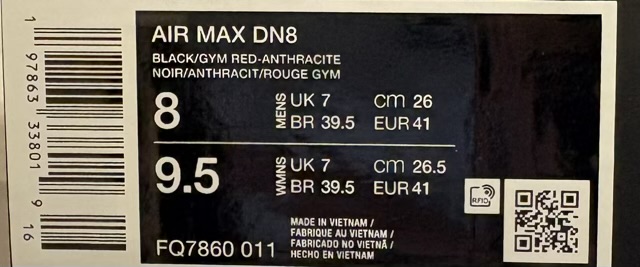 1 97863 33801 9 16
AIR MAX DN8
BLACK/GYM RED-ANTHRACITE
NOIR/ANTHRACIT/ROUGE GYM
8 MENS UK 7 cm 26
BR 39.5 EUR 41
9.5 WMNS UK 7 cm 26.5
BR 39.5 EUR 41
RFID
MADE IN VIETNAM /
FABRIQUE AU VIETNAM /
FABRICADO NO VIETNÃ /
HECHO EN VIETNAM
FQ7860 011